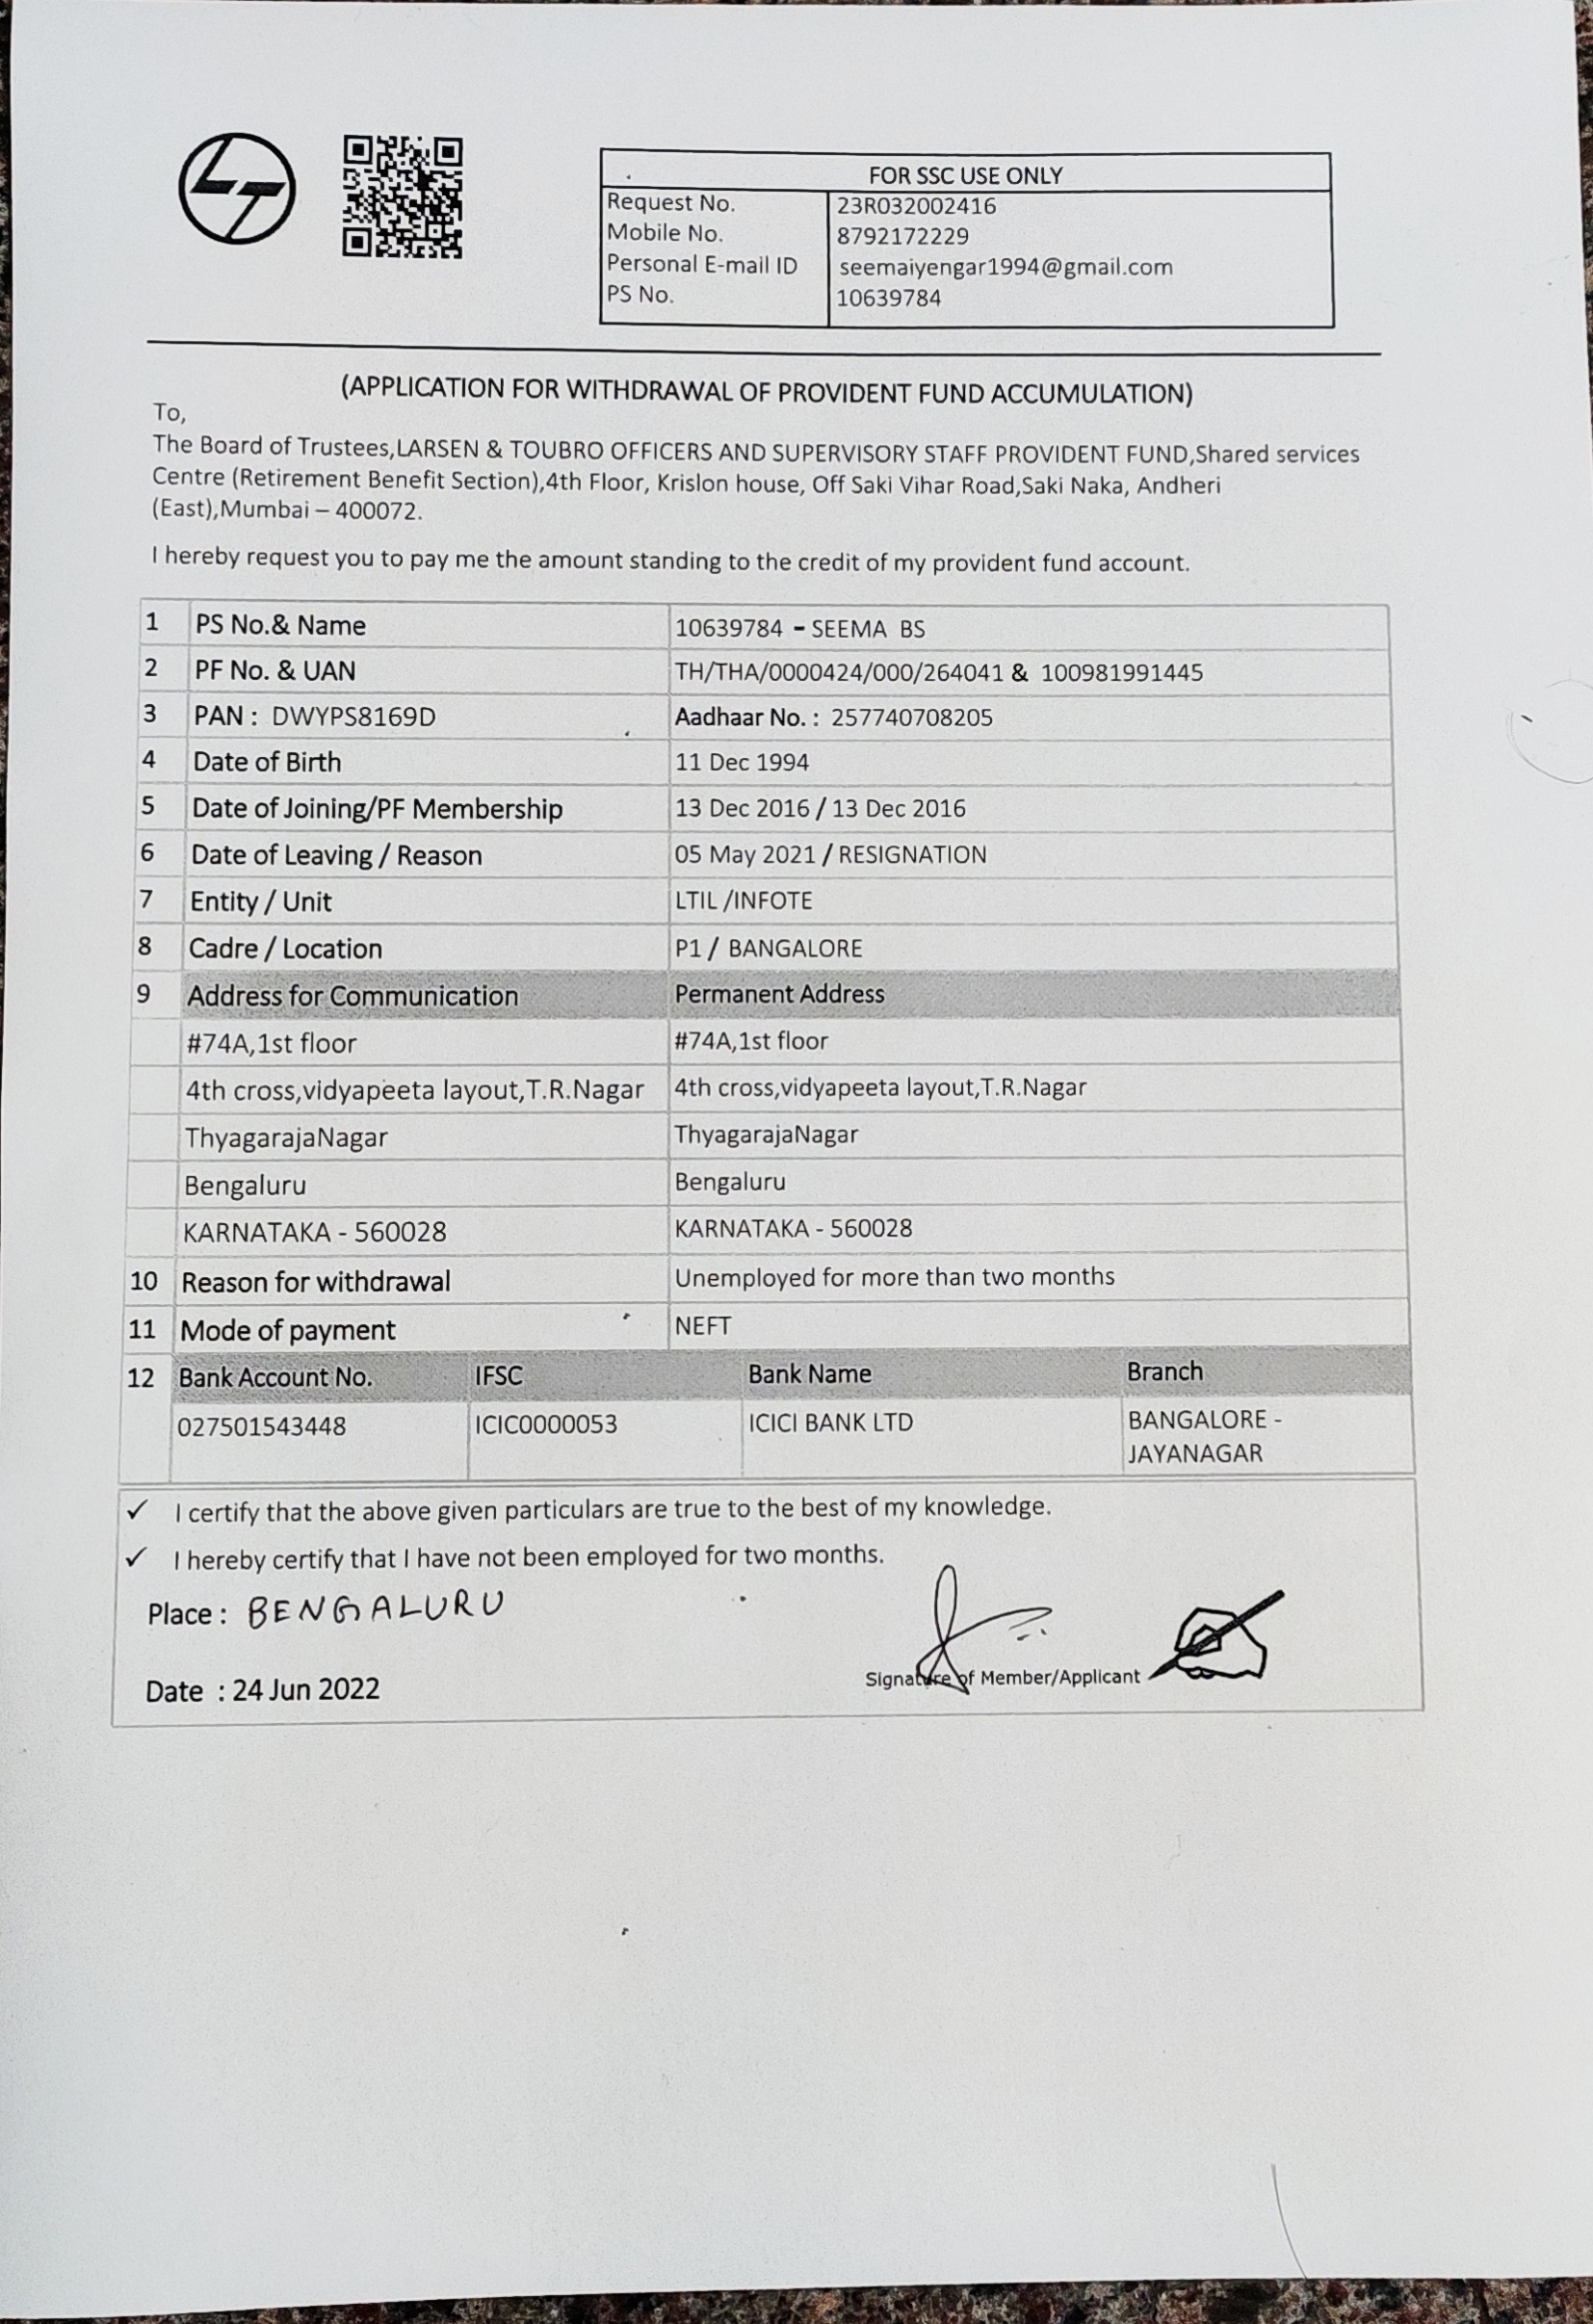 LT
FOR SSC USE ONLY
Request No. 23R032002416
Mobile No. 8792172229
Personal E-mail ID seemaiyengar1994@gmail.com
PS No. 10639784
(APPLICATION FOR WITHDRAWAL OF PROVIDENT FUND ACCUMULATION)
To,
The Board of Trustees,LARSEN & TOUBRO OFFICERS AND SUPERVISORY STAFF PROVIDENT FUND,Shared services
Centre (Retirement Benefit Section),4th Floor, Krislon house, Off Saki Vihar Road,Saki Naka, Andheri
(East),Mumbai – 400072.
I hereby request you to pay me the amount standing to the credit of my provident fund account.
1 PS No.& Name 10639784 - SEEMA BS
2 PF No. & UAN TH/THA/0000424/000/264041 & 100981991445
3 PAN : DWYPS8169D Aadhaar No. : 257740708205
4 Date of Birth 11 Dec 1994
5 Date of Joining/PF Membership 13 Dec 2016 / 13 Dec 2016
6 Date of Leaving / Reason 05 May 2021 / RESIGNATION
7 Entity / Unit LTIL /INFOTE
8 Cadre / Location P1 / BANGALORE
9 Address for Communication Permanent Address
#74A,1st floor #74A,1st floor
4th cross,vidyapeeta layout,T.R.Nagar 4th cross,vidyapeeta layout,T.R.Nagar
ThyagarajaNagar ThyagarajaNagar
Bengaluru Bengaluru
KARNATAKA - 560028 KARNATAKA - 560028
10 Reason for withdrawal Unemployed for more than two months
11 Mode of payment NEFT
12 Bank Account No. IFSC Bank Name Branch
027501543448 ICIC0000053 ICICI BANK LTD BANGALORE -
JAYANAGAR
✓ I certify that the above given particulars are true to the best of my knowledge.
✓ I hereby certify that I have not been employed for two months.
Place : BENGALURU
Signature of Member/Applicant
Date : 24 Jun 2022